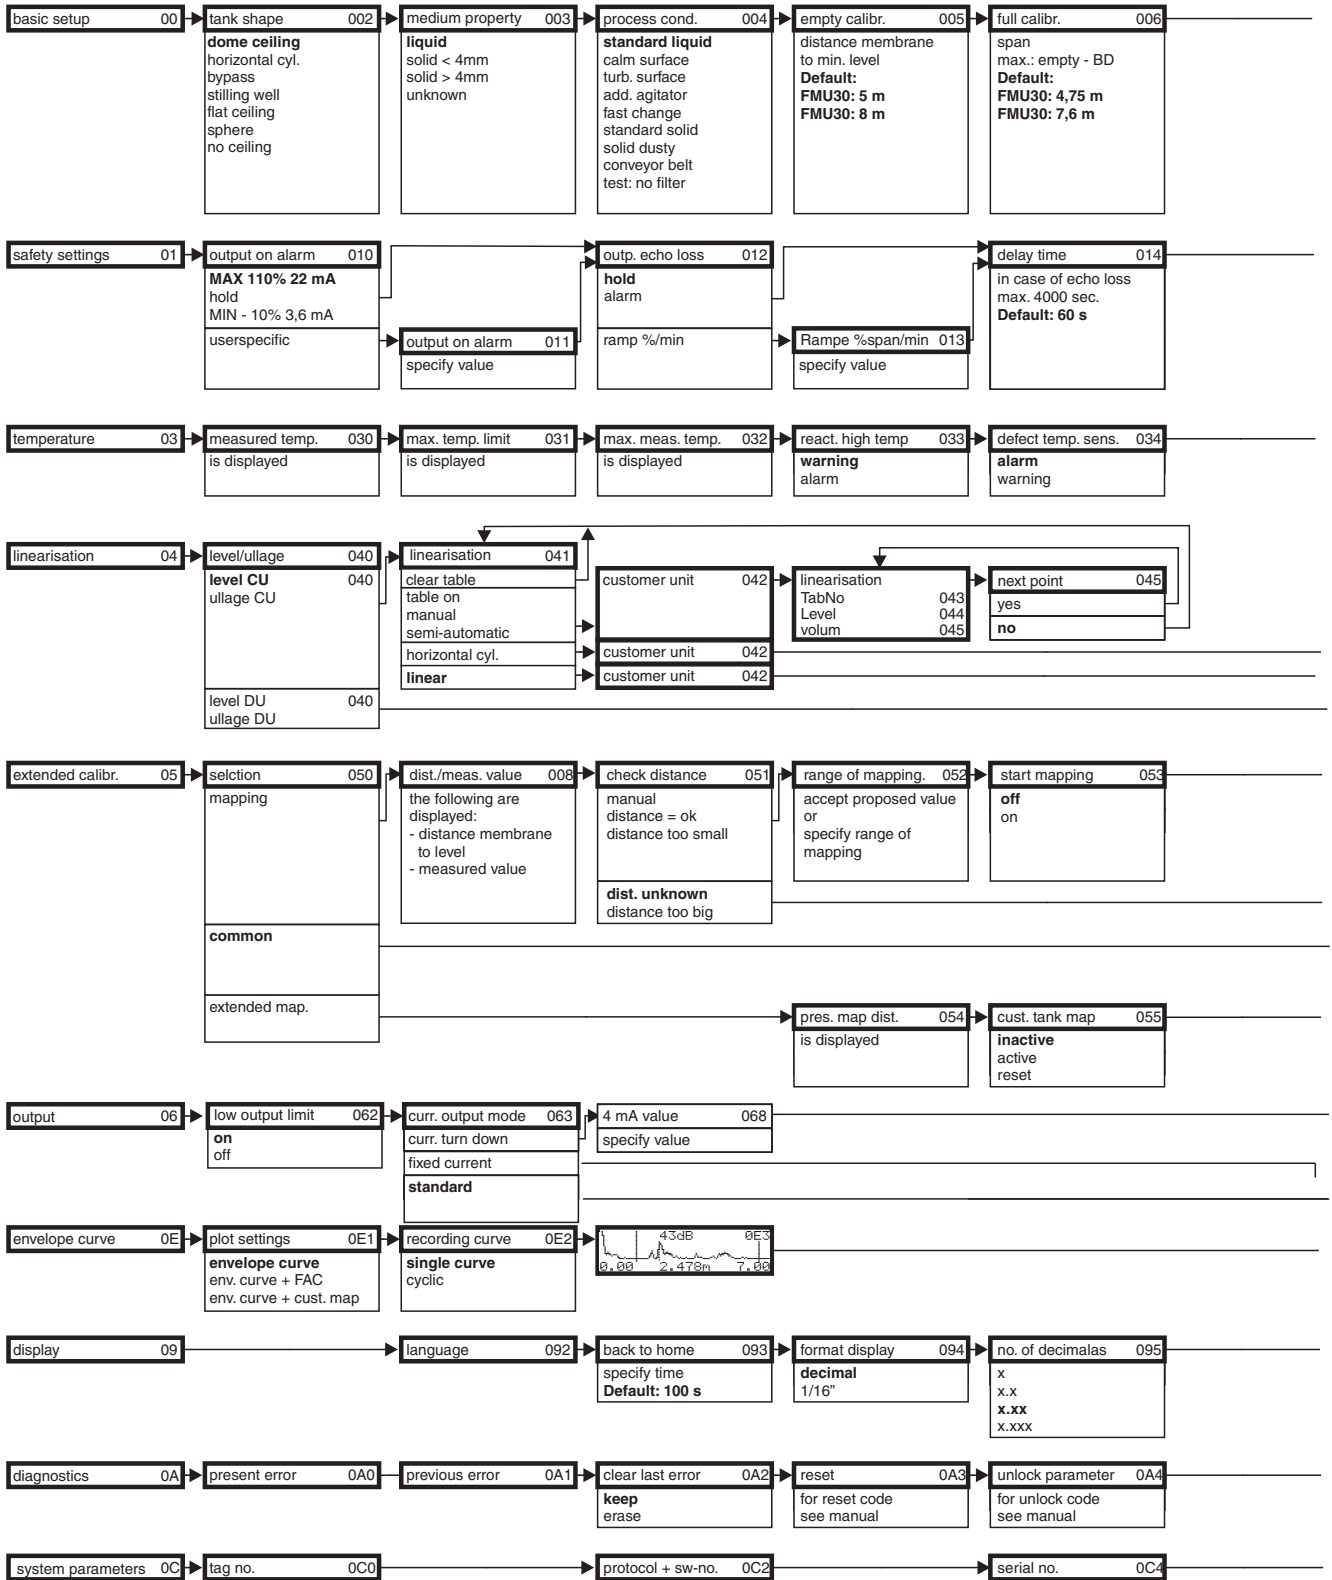 basic setup 00
tank shape 002
dome ceiling
horizontal cyl.
bypass
stilling well
flat ceiling
sphere
no ceiling
medium property 003
liquid
solid < 4mm
solid > 4mm
unknown
process cond. 004
standard liquid
calm surface
turb. surface
add. agitator
fast change
standard solid
solid dusty
conveyor belt
test: no filter
empty calibr. 005
distance membrane
to min. level
Default:
FMU30: 5 m
FMU30: 8 m
full calibr. 006
span
max.: empty - BD
Default:
FMU30: 4,75 m
FMU30: 7,6 m
safety settings 01
output on alarm 010
MAX 110% 22 mA
hold
MIN - 10% 3,6 mA
userspecific
output on alarm 011
specify value
outp. echo loss 012
hold
alarm
ramp %/min
Rampe %span/min 013
specify value
delay time 014
in case of echo loss
max. 4000 sec.
Default: 60 s
temperature 03
measured temp. 030
is displayed
max. temp. limit 031
is displayed
max. meas. temp. 032
is displayed
react. high temp 033
warning
alarm
defect temp. sens. 034
alarm
warning
linearisation 04
level/ullage 040
level CU 040
ullage CU
level DU 040
ullage DU
linearisation 041
clear table
table on
manual
semi-automatic
horizontal cyl.
linear
customer unit 042
customer unit 042
customer unit 042
linearisation
TabNo 043
Level 044
volum 045
next point 045
yes
no
extended calibr. 05
selction 050
mapping
common
extended map.
dist./meas. value 008
the following are
displayed:
- distance membrane
to level
- measured value
check distance 051
manual
distance = ok
distance too small
dist. unknown
distance too big
range of mapping. 052
accept proposed value
or
specify range of
mapping
start mapping 053
off
on
pres. map dist. 054
is displayed
cust. tank map 055
inactive
active
reset
output 06
low output limit 062
on
off
curr. output mode 063
curr. turn down
fixed current
standard
4 mA value 068
specify value
envelope curve 0E
plot settings 0E1
envelope curve
env. curve + FAC
env. curve + cust. map
recording curve 0E2
single curve
cyclic
43dB 0E3
0.00 2.478m 7.00
display 09
language 092
back to home 093
specify time
Default: 100 s
format display 094
decimal
1/16”
no. of decimalas 095
x
x.x
x.xx
x.xxx
diagnostics 0A
present error 0A0
previous error 0A1
clear last error 0A2
keep
erase
reset 0A3
for reset code
see manual
unlock parameter 0A4
for unlock code
see manual
system parameters 0C
tag no. 0C0
protocol + sw-no. 0C2
serial no. 0C4